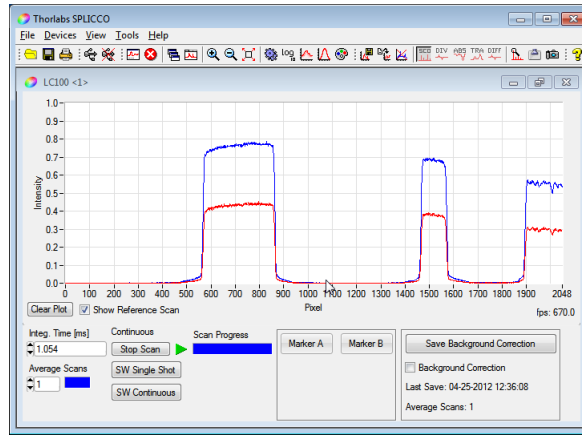 Thorlabs SPLICCO
File Devices View Tools Help
SCO DIV ABS TRA DIFF
LC100 <1>
1.0
0.9
0.8
0.7
0.6
0.5
0.4
0.3
0.2
0.1
0.0
Intensity
0 100 200 300 400 500 600 700 800 900 1000 1100 1200 1300 1400 1500 1600 1700 1800 1900 2048
Pixel
Clear Plot Show Reference Scan fps: 670.0
Integ. Time [ms] Continuous Scan Progress
1.054 Stop Scan
Average Scans
1 SW Single Shot
SW Continuous
Marker A Marker B
Save Background Correction
Background Correction
Last Save: 04-25-2012 12:36:08
Average Scans: 1